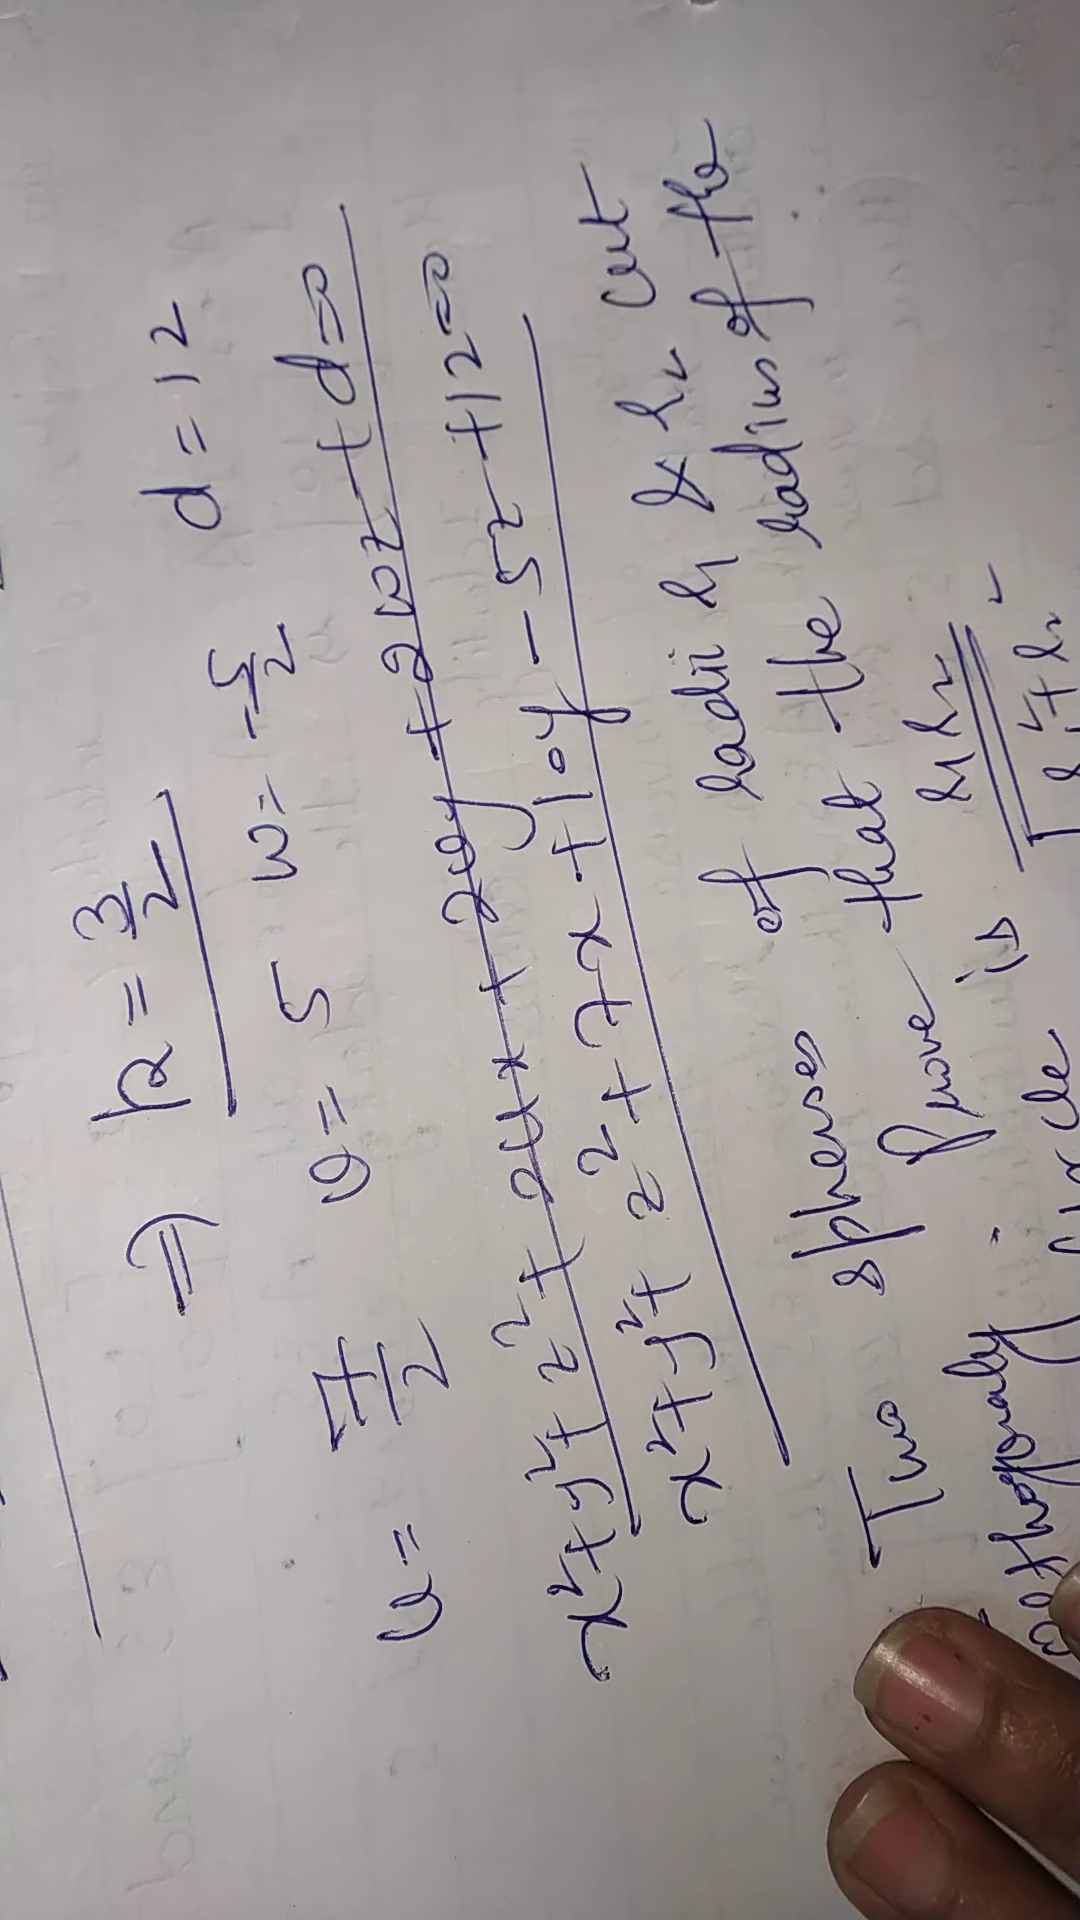 ⇒ k = 3/2
u = 7/2 v = 5 w = -5/2 d = 12
x²+y²+z²+2ux+2vy+2wz+d=0
x²+y²+z²+7x+10y-5z+12=0
Two spheres of radii r₁ & r₂ cut
orthogonally. Prove that the radius of the
circle is r₁r₂
√r₁²+r₂²